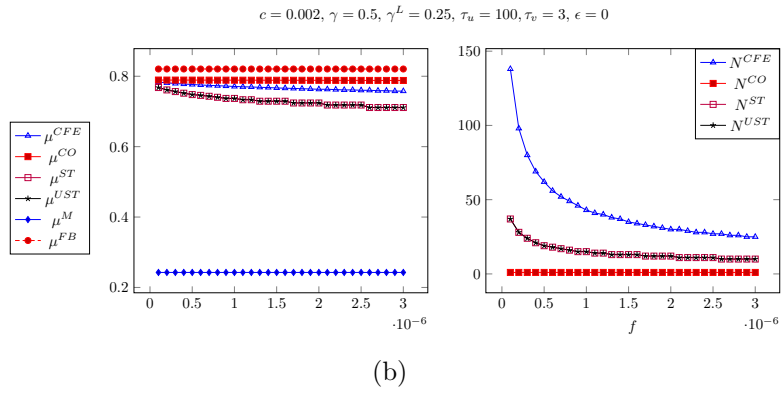 c = 0.002, γ = 0.5, γ^L = 0.25, τ_u = 100, τ_v = 3, ϵ = 0
μ^{CFE}
μ^{CO}
μ^{ST}
μ^{UST}
μ^M
μ^{FB}
0.8
0.6
0.4
0.2
0 0.5 1 1.5 2 2.5 3
·10^{-6}
N^{CFE}
N^{CO}
N^{ST}
N^{UST}
150
100
50
0
0 0.5 1 1.5 2 2.5 3
f
·10^{-6}
(b)